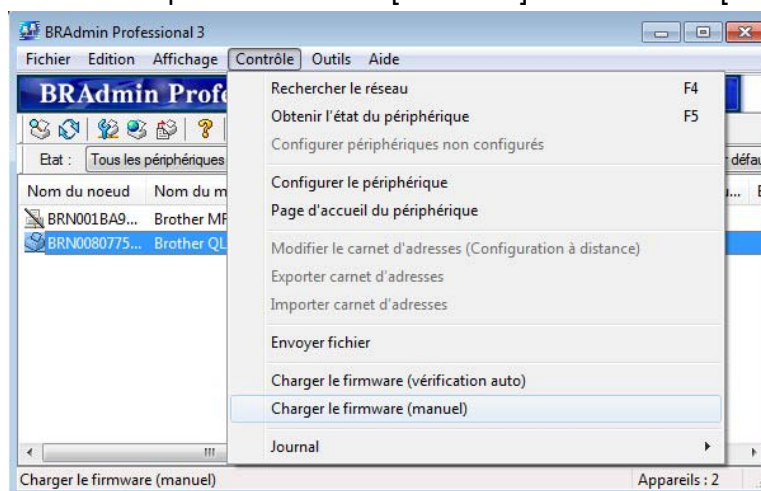 BRAdmin Professional 3
Fichier Edition Affichage Contrôle Outils Aide
BRAdmin Profe
Etat : Tous les périphériques
Nom du noeud Nom du m
BRN001BA9... Brother MF
BRN0080775... Brother QL
Rechercher le réseau F4
Obtenir l'état du périphérique F5
Configurer périphériques non configurés
Configurer le périphérique
Page d'accueil du périphérique
Modifier le carnet d'adresses (Configuration à distance)
Exporter carnet d'adresses
Importer carnet d'adresses
Envoyer fichier
Charger le firmware (vérification auto)
Charger le firmware (manuel)
Journal
Charger le firmware (manuel) Appareils : 2